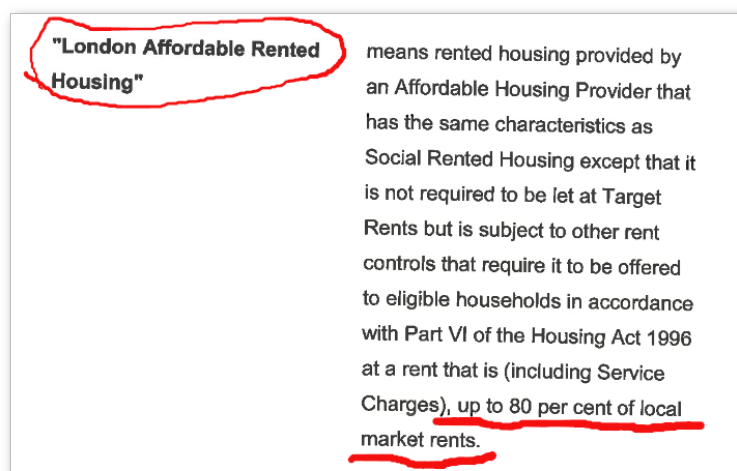 "London Affordable Rented
Housing"
means rented housing provided by
an Affordable Housing Provider that
has the same characteristics as
Social Rented Housing except that it
is not required to be let at Target
Rents but is subject to other rent
controls that require it to be offered
to eligible households in accordance
with Part VI of the Housing Act 1996
at a rent that is (including Service
Charges), up to 80 per cent of local
market rents.